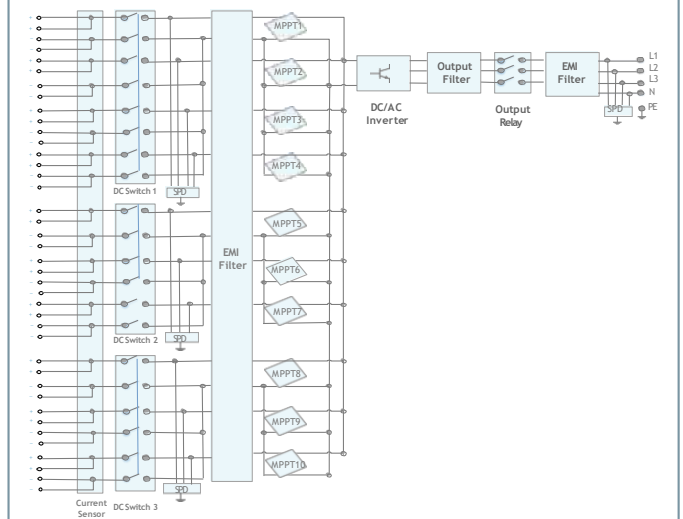 MPPT1
L1
L2
MPPT2
Output
Filter
EMI
Filter
L3
N
DC/AC
Inverter
Output
Relay
SPD
PE
MPPT3
MPPT4
DC Switch 1
SPD
MPPT5
EMI
Filter
MPPT6
MPPT7
DC Switch 2
SPD
MPPT8
MPPT9
MPPT10
SPD
Current
Sensor
DC Switch 3